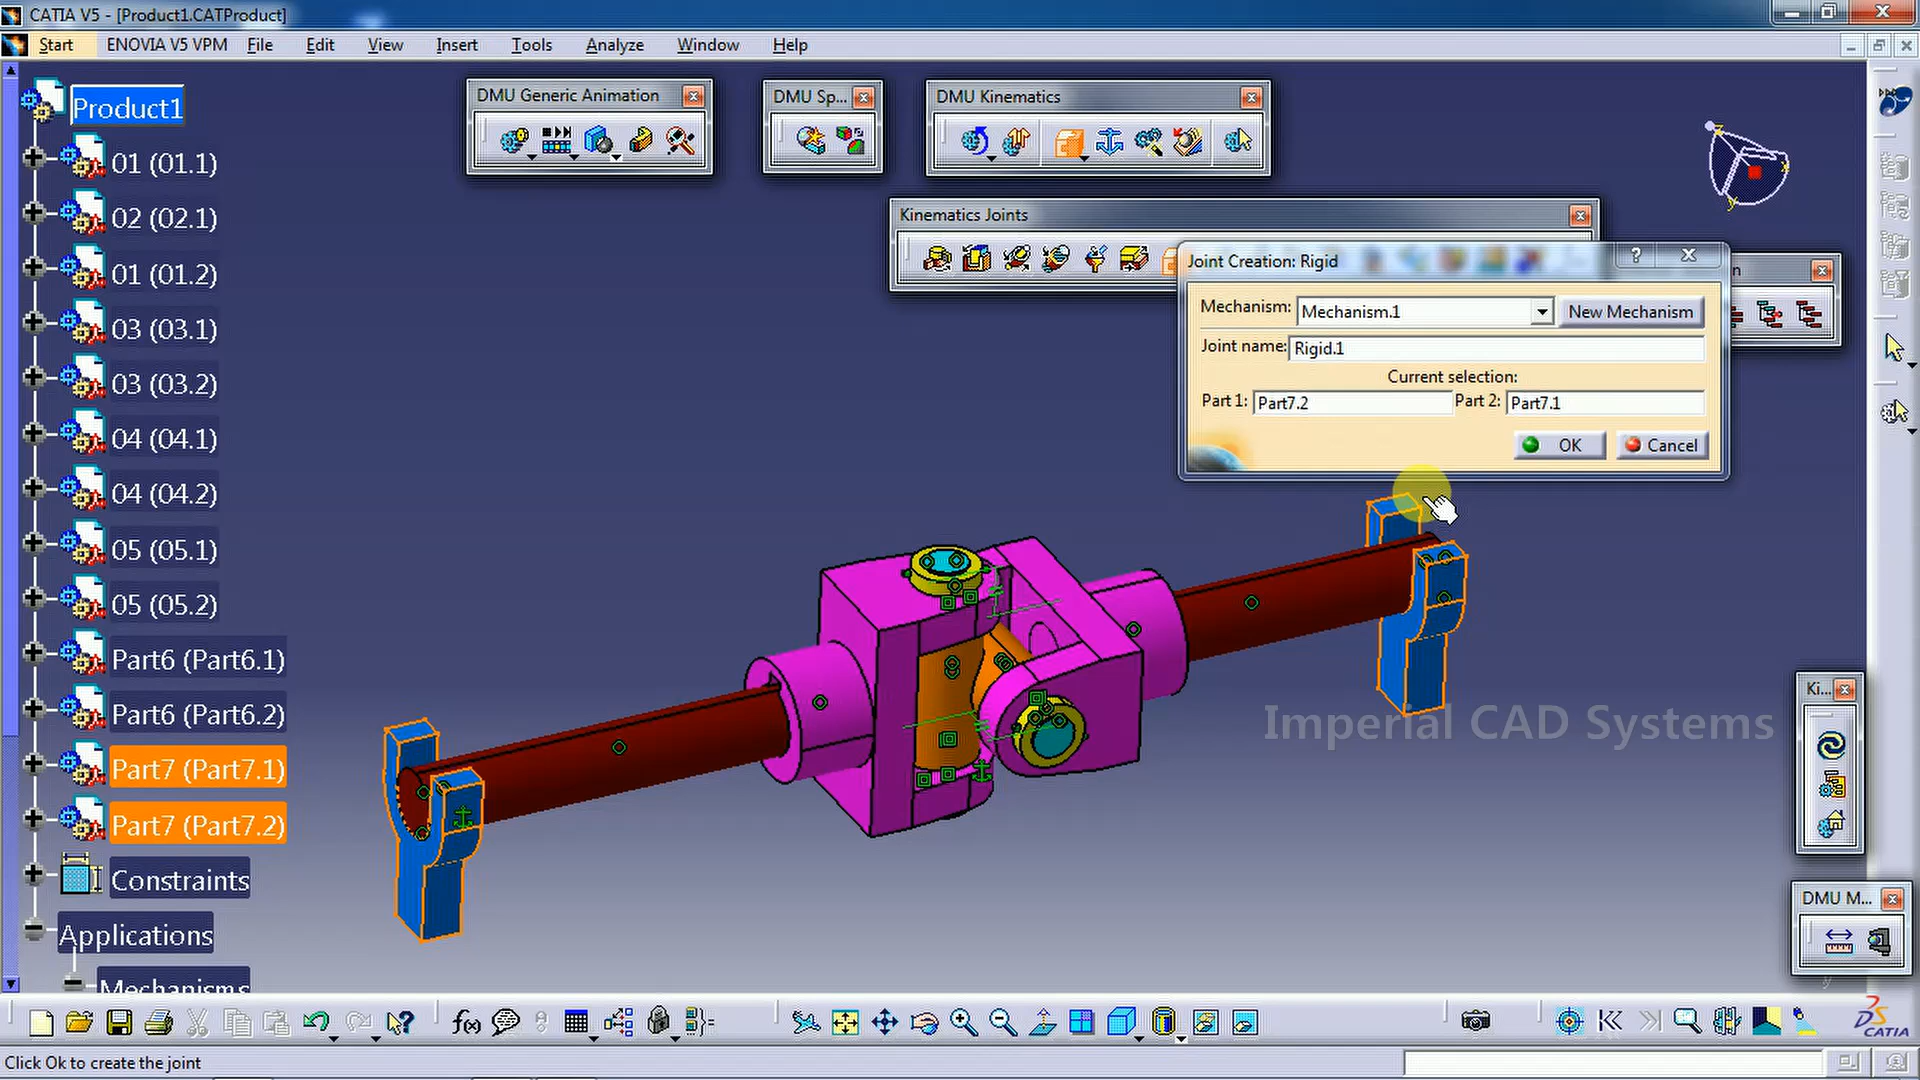 CATIA V5 - [Product1.CATProduct]
Start ENOVIA V5 VPM File Edit View Insert Tools Analyze Window Help
DMU Generic Animation
DMU Sp...
DMU Kinematics
Kinematics Joints
Joint Creation: Rigid
Mechanism: Mechanism.1 New Mechanism
Joint name: Rigid.1
Current selection:
Part 1: Part7.2 Part 2: Part7.1
OK Cancel
n
Product1
01 (01.1)
02 (02.1)
01 (01.2)
03 (03.1)
03 (03.2)
04 (04.1)
04 (04.2)
05 (05.1)
05 (05.2)
Part6 (Part6.1)
Part6 (Part6.2)
Part7 (Part7.1)
Part7 (Part7.2)
Constraints
Applications
Mechanisms
Imperial CAD Systems
Ki...
DMU M...
f(x)
CATIA
Click Ok to create the joint